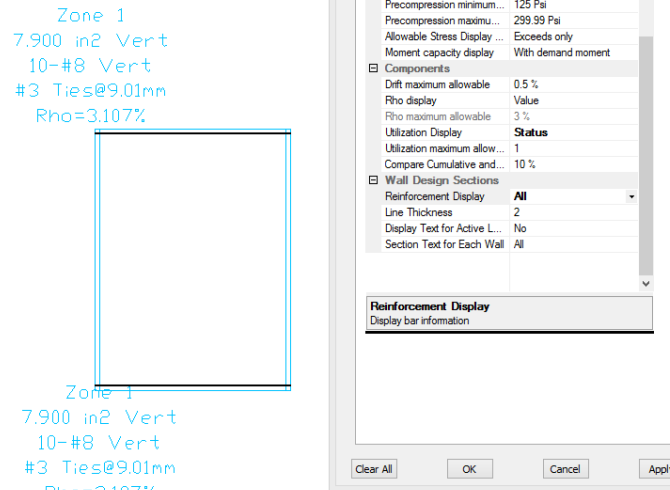 Zone 1
7.900 in2 Vert
10-#8 Vert
#3 Ties@9.01mm
Rho=3.107%
Zone 1
7.900 in2 Vert
10-#8 Vert
#3 Ties@9.01mm
Rho=3.107%
Precompression minimum... 125 Psi
Precompression maximu... 299.99 Psi
Allowable Stress Display ... Exceeds only
Moment capacity display With demand moment
Components
Drift maximum allowable 0.5 %
Rho display Value
Rho maximum allowable 3 %
Utilization Display Status
Utilization maximum allow... 1
Compare Cumulative and... 10 %
Wall Design Sections
Reinforcement Display All
Line Thickness 2
Display Text for Active L... No
Section Text for Each Wall All
Reinforcement Display
Display bar information
Clear All OK Cancel Appl